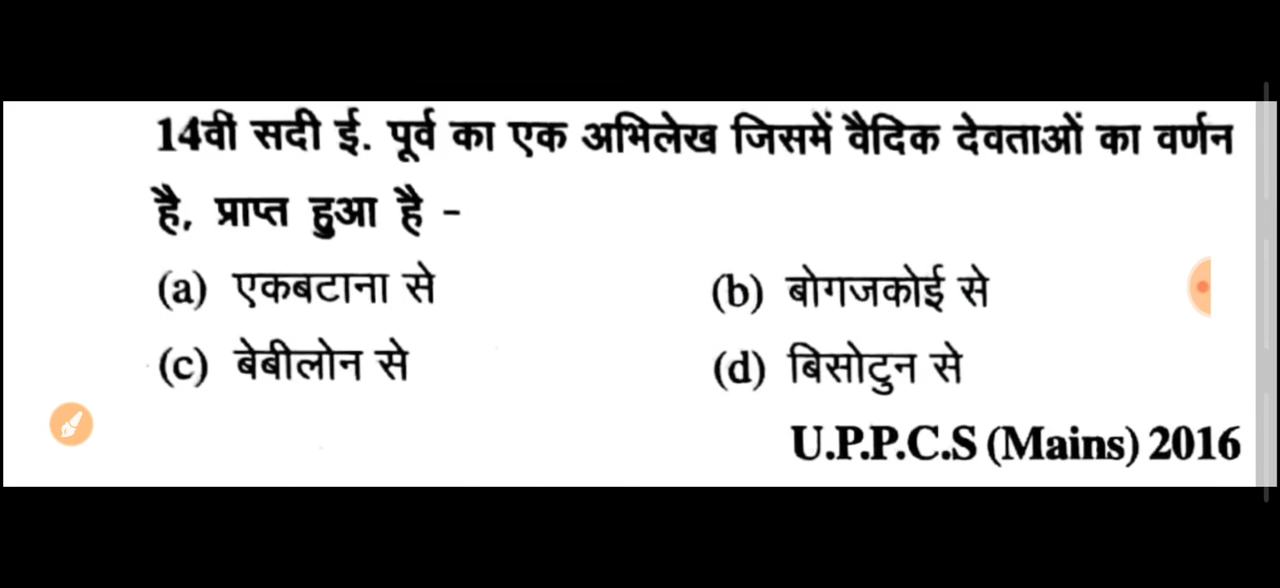 14वी सदी ई. पूर्व का एक अभिलेख जिसमें वैदिक देवताओं का वर्णन
है, प्राप्त हुआ है -
(a) एकबटाना से (b) बोगजकोई से
(c) बेबीलोन से (d) बिसोटुन से
U.P.P.C.S (Mains) 2016